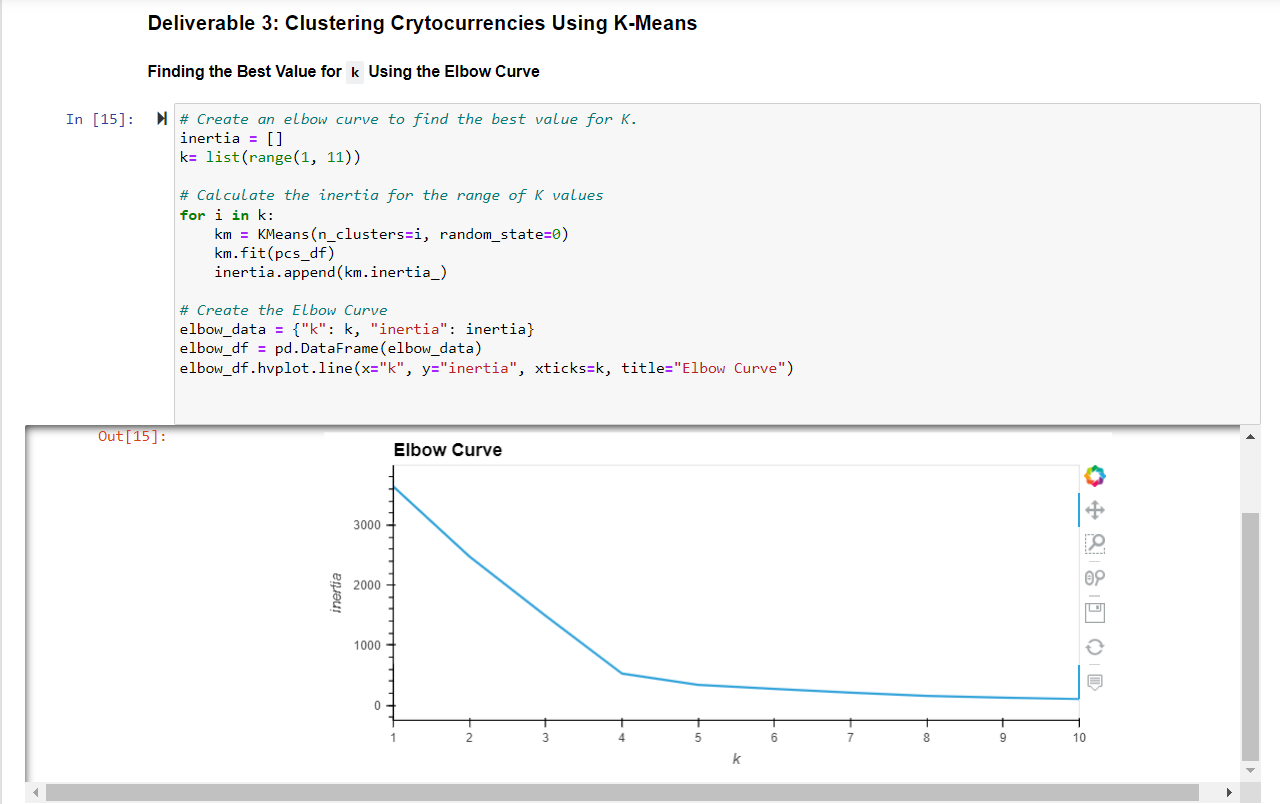 Deliverable 3: Clustering Crytocurrencies Using K-Means
Finding the Best Value for k Using the Elbow Curve
In [15]:
# Create an elbow curve to find the best value for K.
inertia = []
k= list(range(1, 11))
# Calculate the inertia for the range of K values
for i in k:
    km = KMeans(n_clusters=i, random_state=0)
    km.fit(pcs_df)
    inertia.append(km.inertia_)
# Create the Elbow Curve
elbow_data = {"k": k, "inertia": inertia}
elbow_df = pd.DataFrame(elbow_data)
elbow_df.hvplot.line(x="k", y="inertia", xticks=k, title="Elbow Curve")
Out[15]:
Elbow Curve
3000
2000
1000
0
inertia
1 2 3 4 5 6 7 8 9 10
k